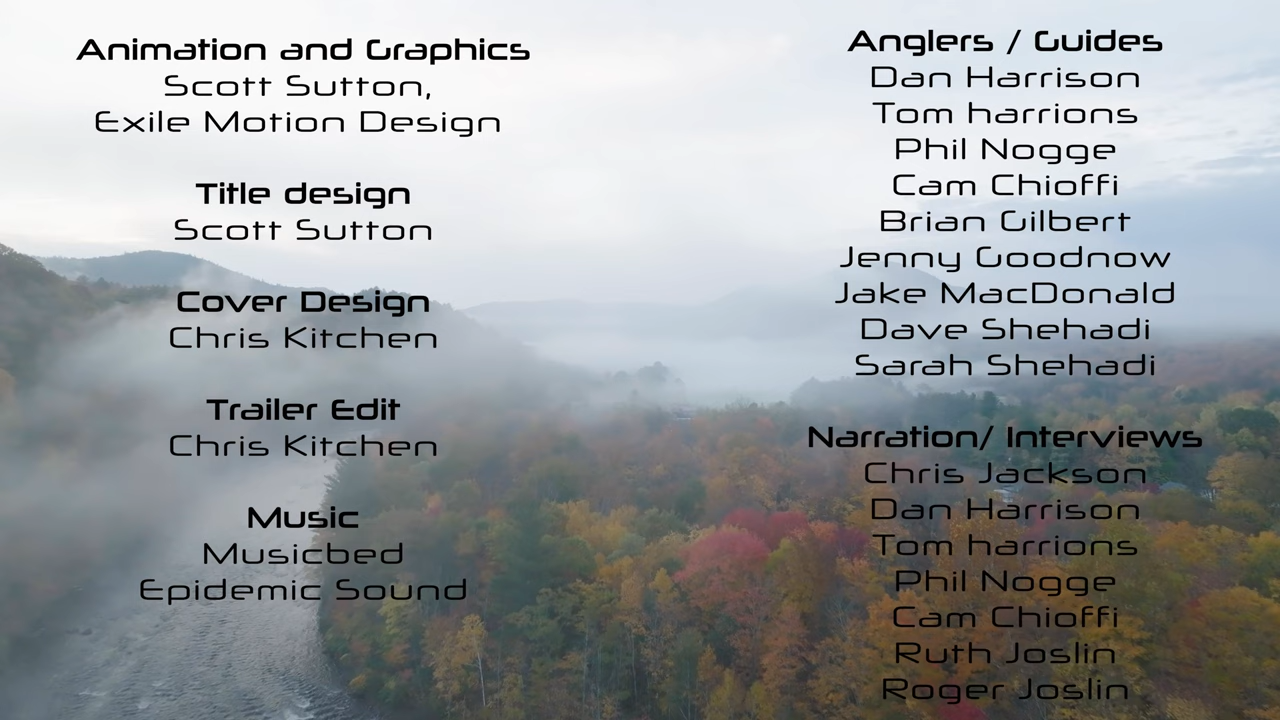 Animation and Graphics
Scott Sutton,
Exile Motion Design
Title design
Scott Sutton
Cover Design
Chris Kitchen
Trailer Edit
Chris Kitchen
Music
Musicbed
Epidemic Sound
Anglers / Guides
Dan Harrison
Tom harrions
Phil Nogge
Cam Chioffi
Brian Gilbert
Jenny Goodnow
Jake MacDonald
Dave Shehadi
Sarah Shehadi
Narration/ Interviews
Chris Jackson
Dan Harrison
Tom harrions
Phil Nogge
Cam Chioffi
Ruth Joslin
Roger Joslin